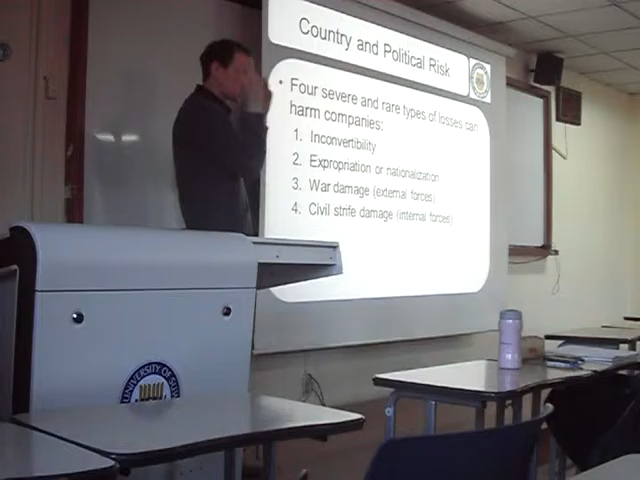 Country and Political Risk
• Four severe and rare types of losses can
harm companies:
1. Inconvertibility
2. Expropriation or nationalization
3. War damage (external forces)
4. Civil strife damage (internal forces)
UNIVERSITY OF